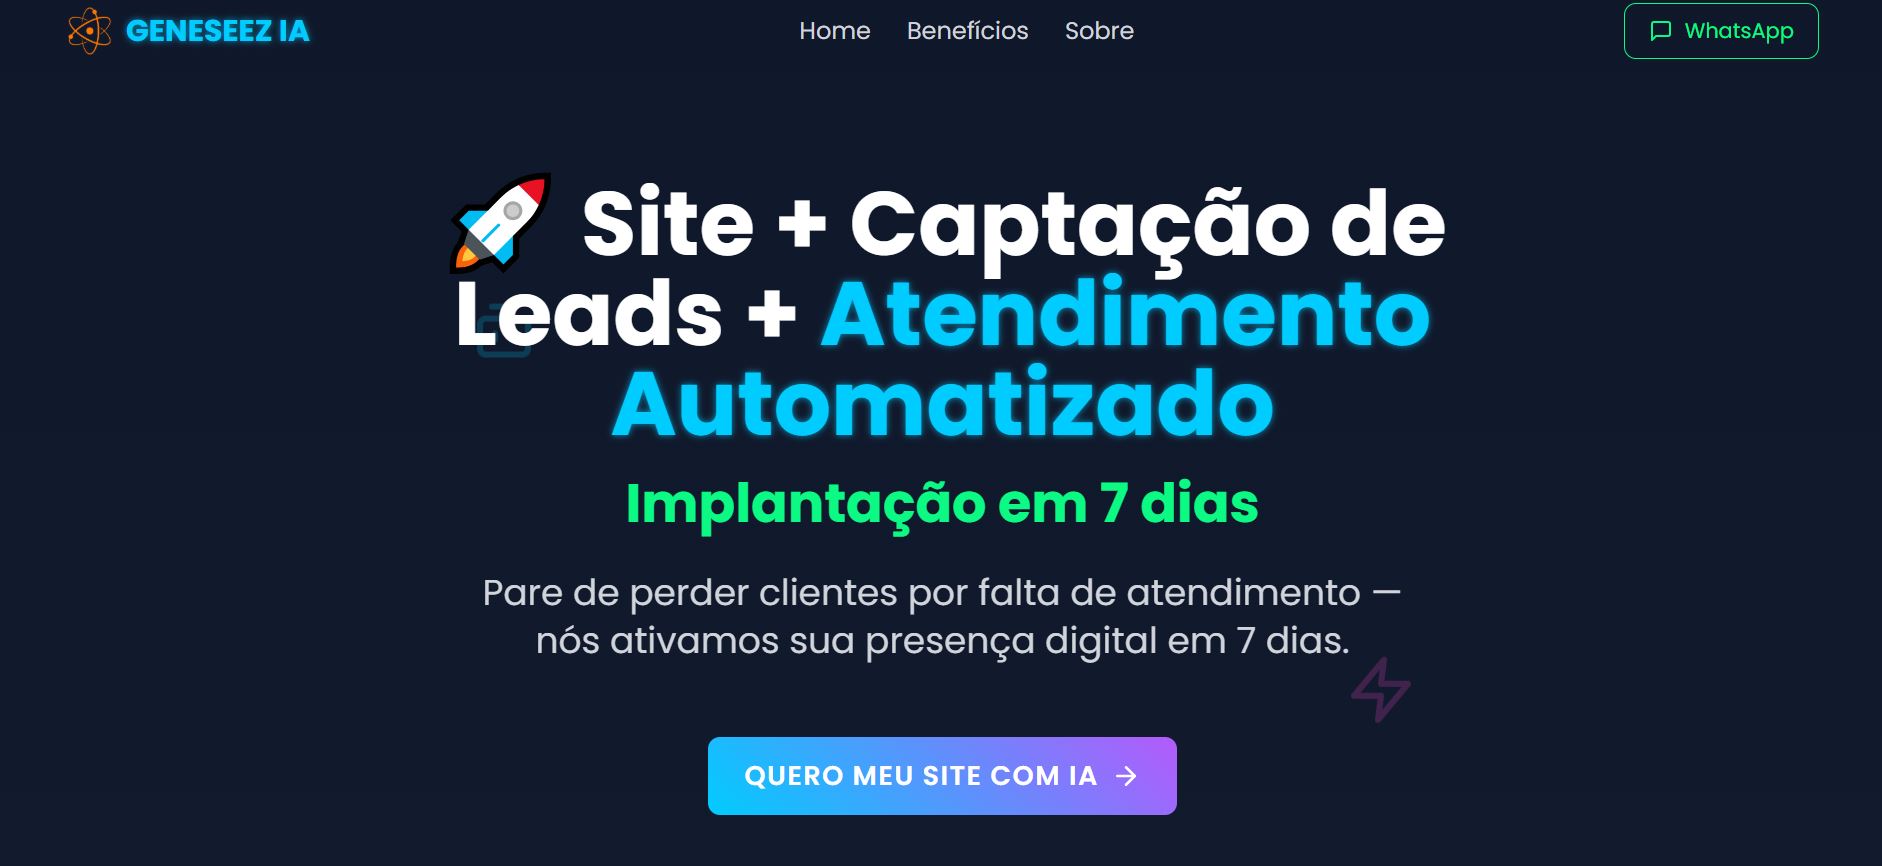 GENESEEZ IA
Home
Benefícios
Sobre
WhatsApp
Site + Captação de
Leads + Atendimento
Automatizado
Implantação em 7 dias
Pare de perder clientes por falta de atendimento —
nós ativamos sua presença digital em 7 dias.
QUERO MEU SITE COM IA →